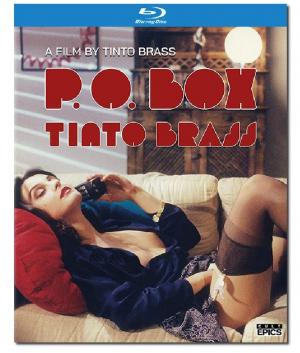 Blu-ray Disc
A FILM BY TINTO BRASS
P.O. BOX
TINTO BRASS
CULT
EPICS